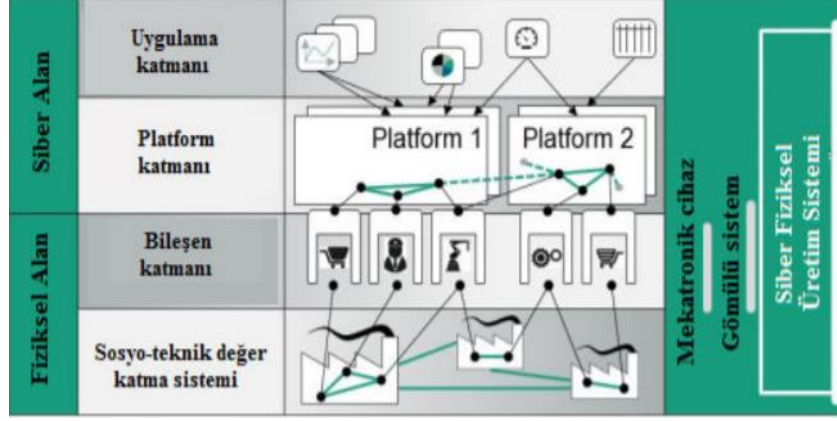 Siber Alan
Uygulama
katmanı
Platform
katmanı
Platform 1
Platform 2
Fiziksel Alan
Bileşen
katmanı
Sosyo-teknik değer
katma sistemi
Mekatronik cihaz
Gömülü sistem
Siber Fiziksel
Üretim Sistemi